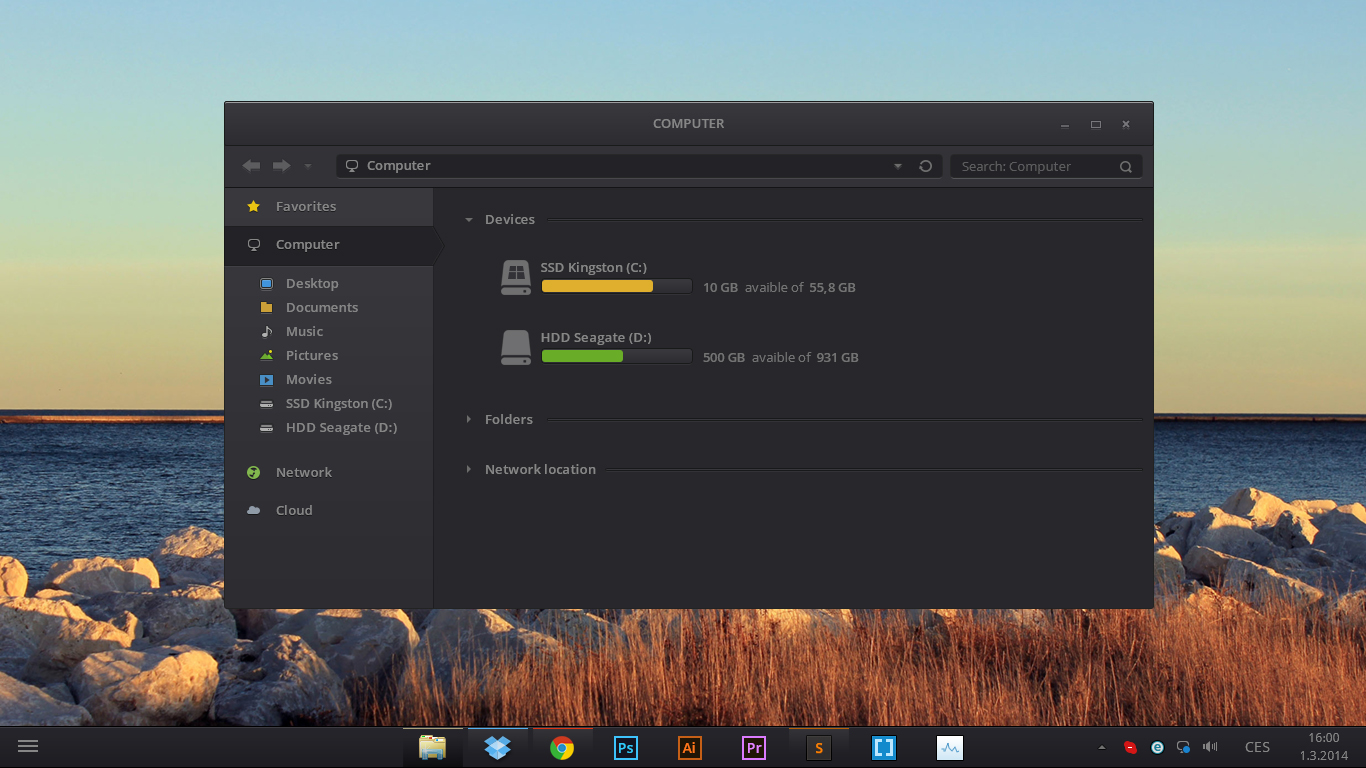 COMPUTER
Computer
Search: Computer
Favorites
Computer
Desktop
Documents
Music
Pictures
Movies
SSD Kingston (C:)
HDD Seagate (D:)
Network
Cloud
Devices
SSD Kingston (C:)
10 GB avaible of 55,8 GB
HDD Seagate (D:)
500 GB avaible of 931 GB
Folders
Network location
Ps
Ai
Pr
S
CES
16:00
1.3.2014